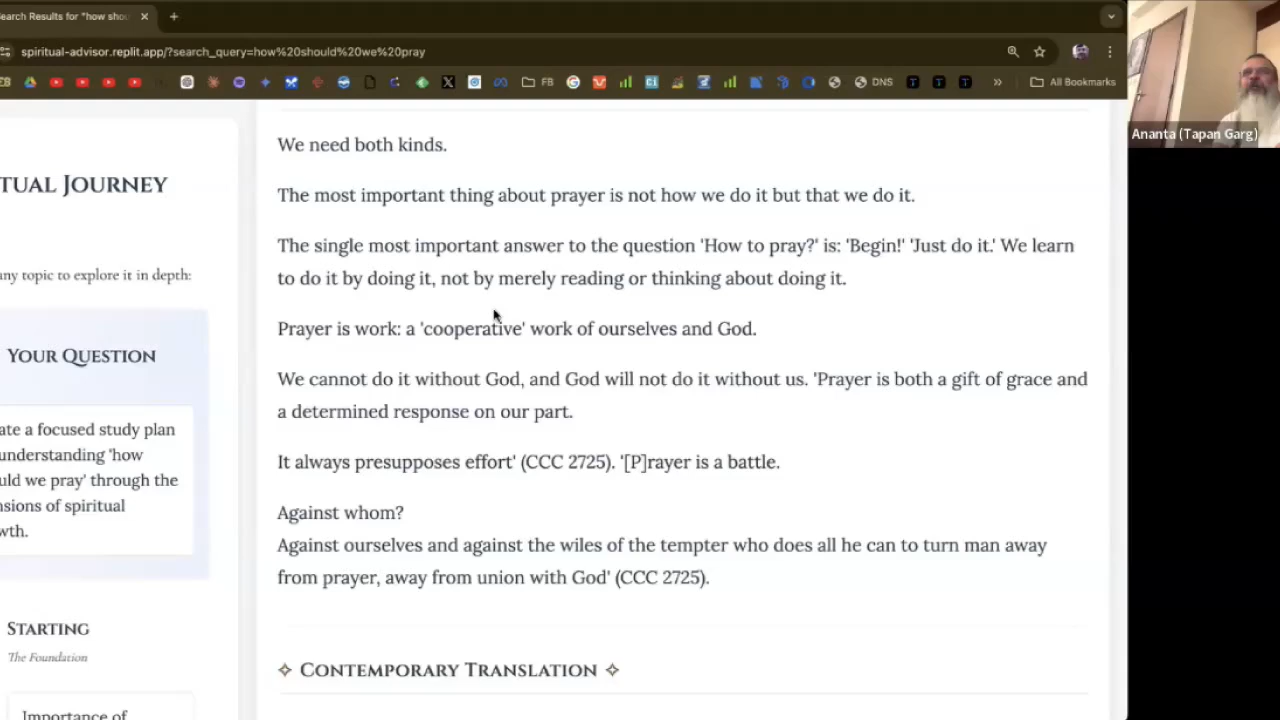 earch Results for "how shou
spiritual-advisor.replit.app/?search_query=how%20should%20we%20pray
FB
DNS
All Bookmarks
Ananta (Tapan Garg)
TUAL JOURNEY
any topic to explore it in depth:
YOUR QUESTION
ate a focused study plan
understanding 'how
uld we pray' through the
nsions of spiritual
wth.
STARTING
The Foundation
Importance of
We need both kinds.
The most important thing about prayer is not how we do it but that we do it.
The single most important answer to the question 'How to pray?' is: 'Begin!' 'Just do it.' We learn
to do it by doing it, not by merely reading or thinking about doing it.
Prayer is work: a 'cooperative' work of ourselves and God.
We cannot do it without God, and God will not do it without us. 'Prayer is both a gift of grace and
a determined response on our part.
It always presupposes effort' (CCC 2725). '[P]rayer is a battle.
Against whom?
Against ourselves and against the wiles of the tempter who does all he can to turn man away
from prayer, away from union with God' (CCC 2725).
✧ CONTEMPORARY TRANSLATION ✧